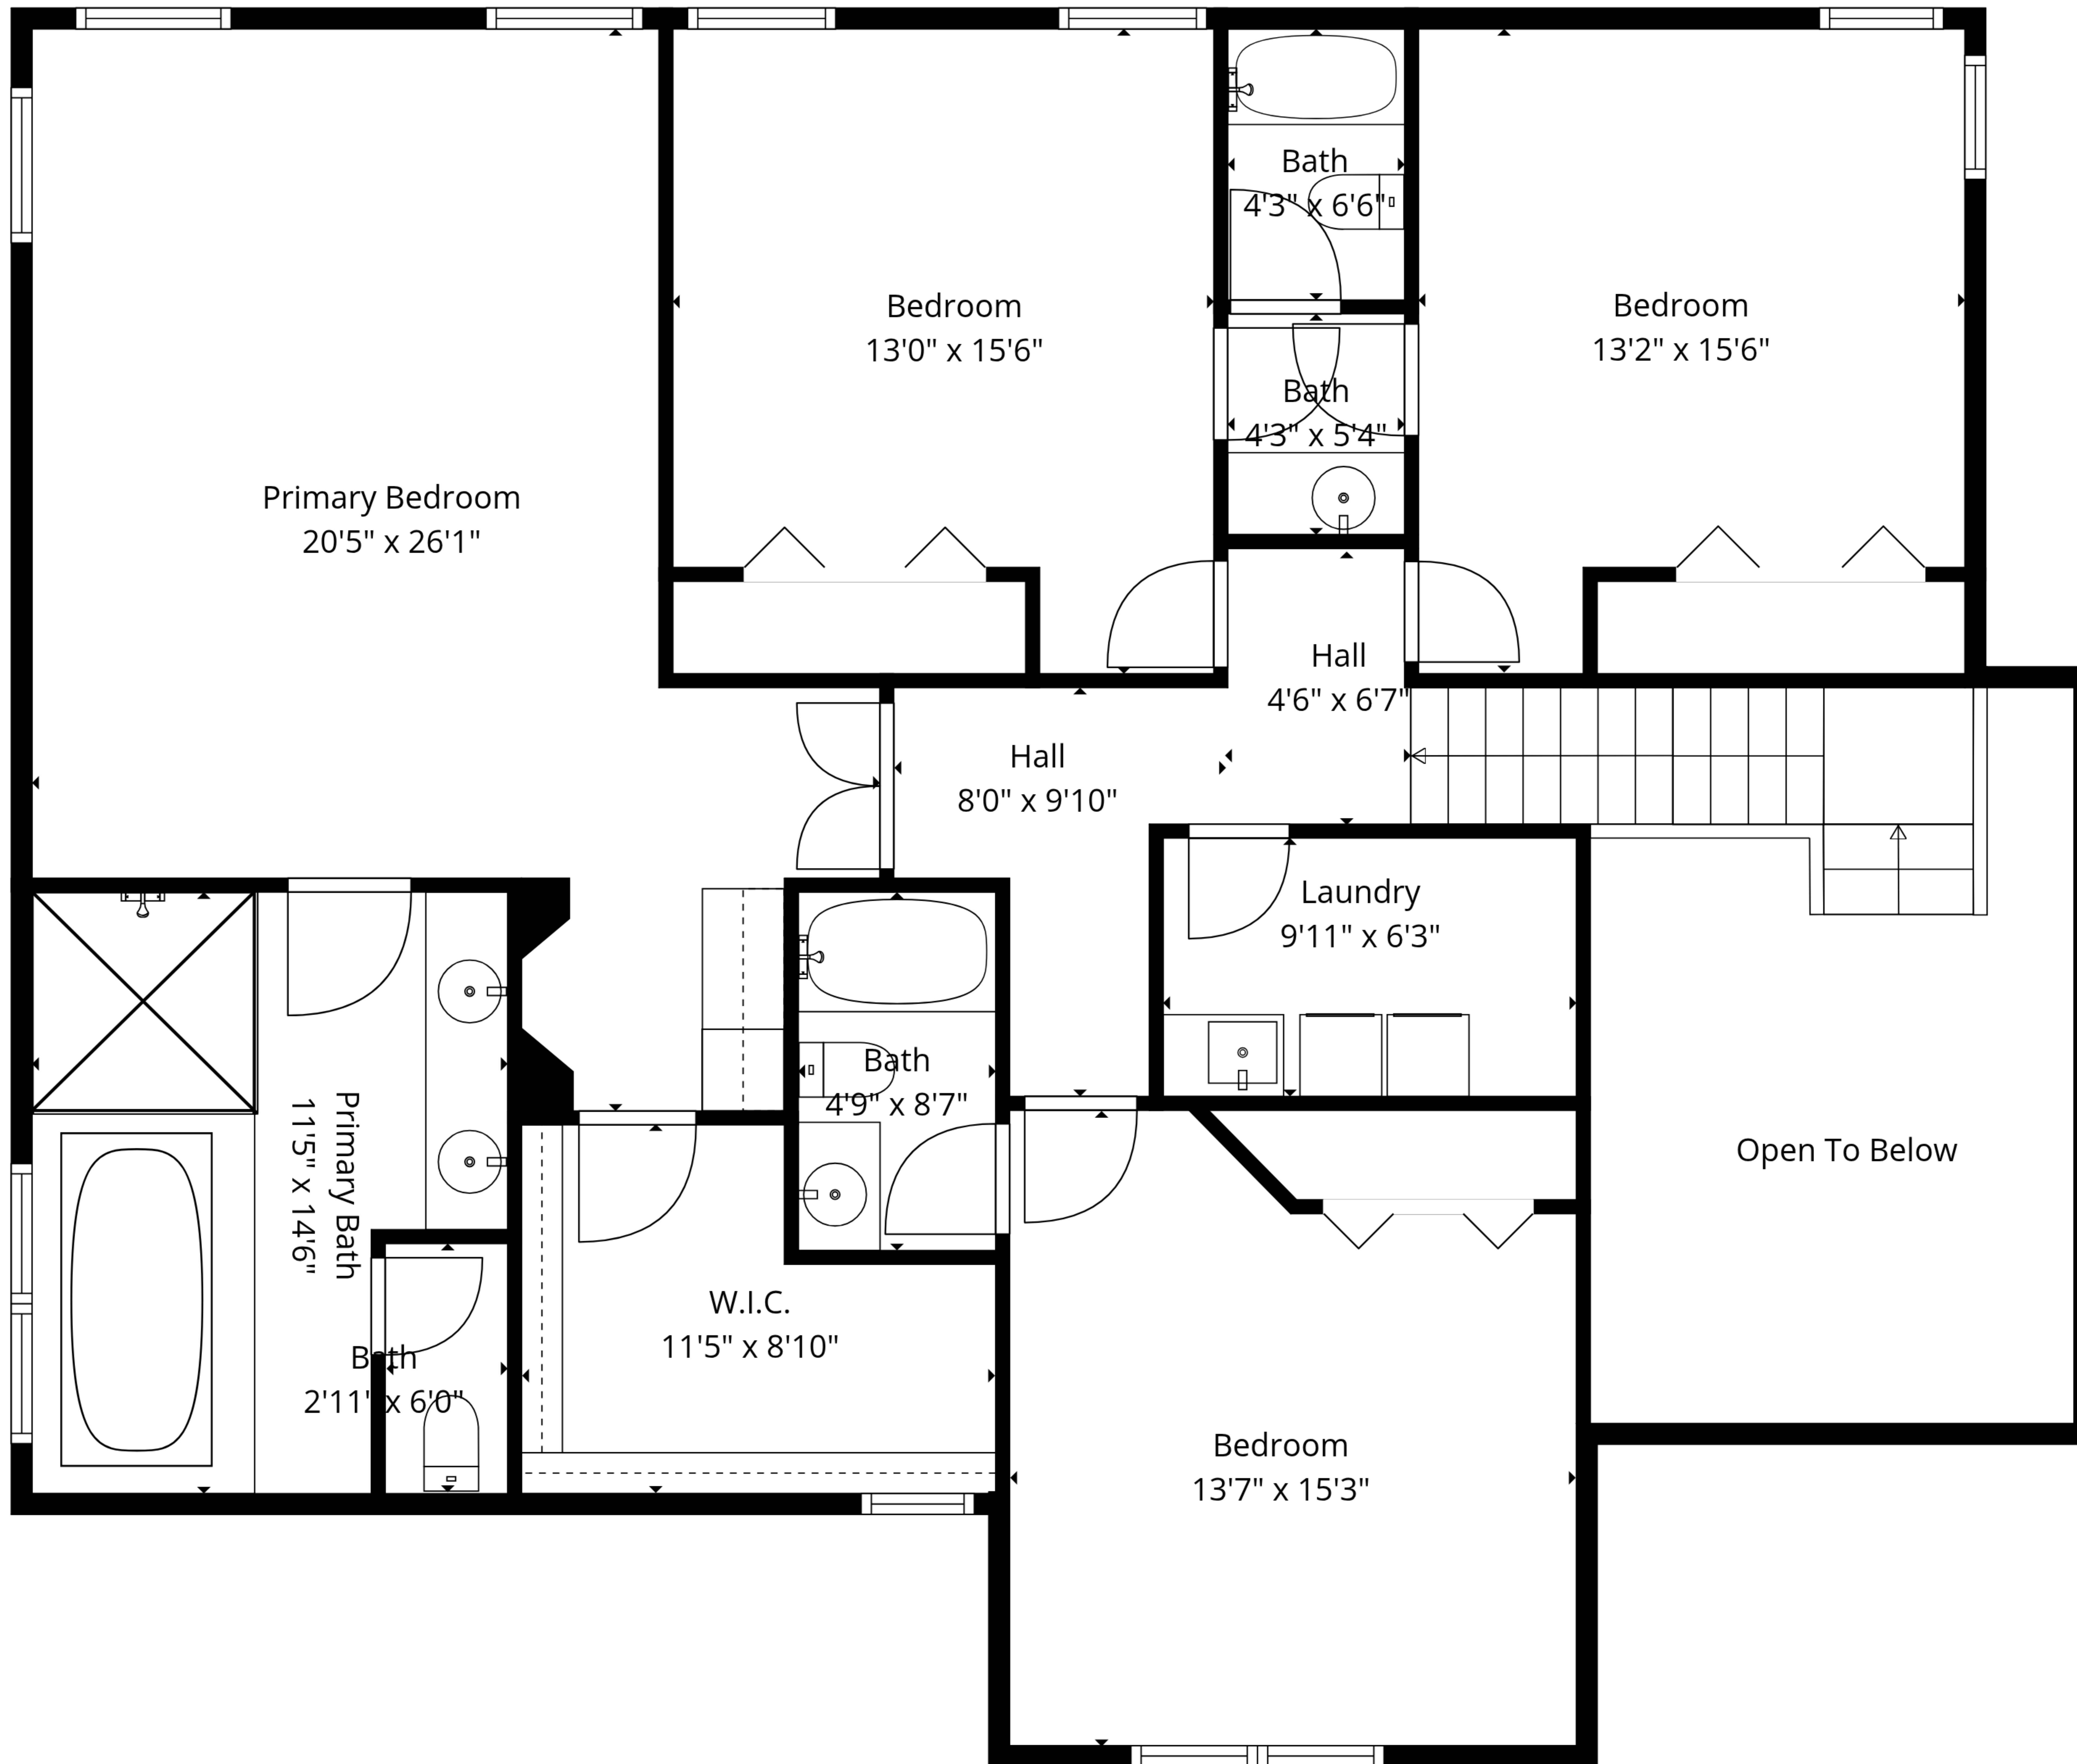 Bath
4'3" x 6'6"
Bedroom
13'0" x 15'6"
Bedroom
13'2" x 15'6"
Bath
4'3" x 5'4"
Primary Bedroom
20'5" x 26'1"
Hall
4'6" x 6'7"
Hall
8'0" x 9'10"
Laundry
9'11" x 6'3"
Bath
4'9" x 8'7"
Primary Bath
11'5" x 14'6"
Open To Below
W.I.C.
11'5" x 8'10"
Bath
2'11" x 6'0"
Bedroom
13'7" x 15'3"